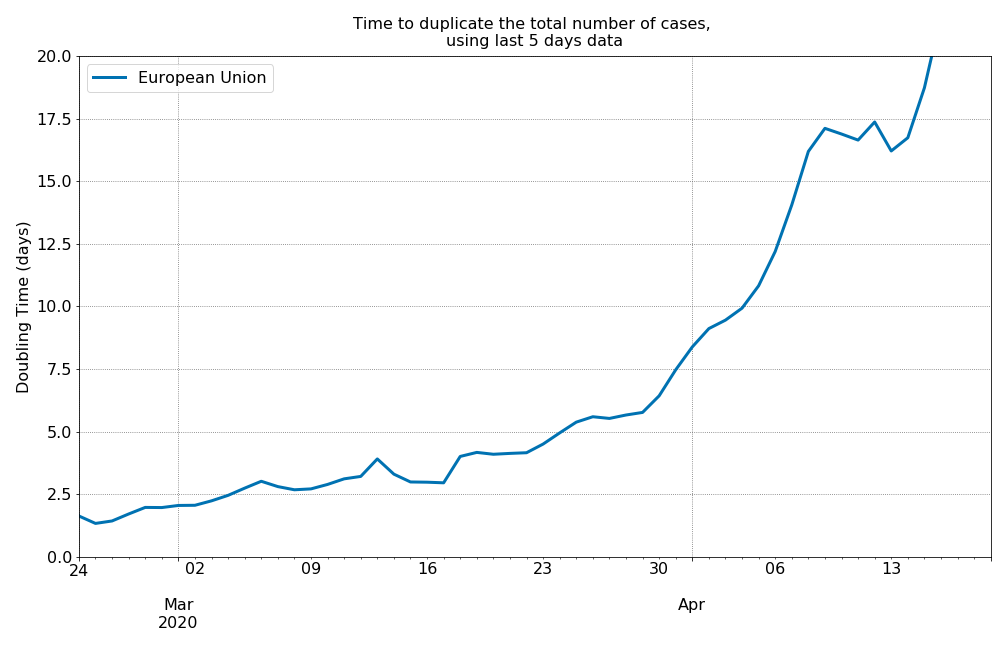 Time to duplicate the total number of cases,
using last 5 days data
European Union
Doubling Time (days)
20.0
17.5
15.0
12.5
10.0
7.5
5.0
2.5
0.0
24 02 09 16 23 30 06 13
Mar Apr
2020